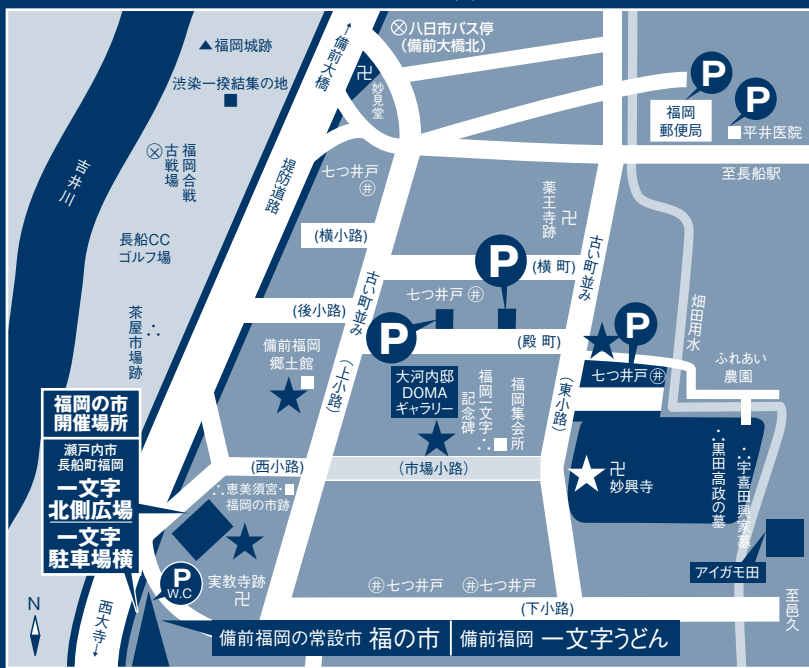 八日市バス停
(備前大橋北)
←備前大橋
卍
妙見堂
▲福岡城跡
渋染一揆結集の地
福岡合戦
古戦場
吉井川
堤防道路
長船CC
ゴルフ場
茶屋市場跡
P
福岡
郵便局
P
平井医院
至長船駅
七つ井戸
井
薬王寺跡
卍
(横小路)
古い町並み
古い町並み
P
(横町)
七つ井戸 井
(後小路)
P
(殿町)
P
七つ井戸 井
畑田用水
ふれあい
農園
備前福岡
郷土館
(上小路)
大河内邸
DOMA
ギャラリー
福岡一文字
記念碑
福岡集会所
(東小路)
(西小路)
(市場小路)
卍
妙興寺
∴黒田高政の墓
∴宇喜田興家墓
アイガモ田
至邑久
福岡の市
開催場所
瀬戸内市
長船町福岡
一文字
北側広場
一文字
駐車場横
∴恵美須宮・
福岡の市跡
実教寺跡
卍
P
W.C
井 七つ井戸
井 七つ井戸
(下小路)
N
西大寺→
備前福岡の常設市 福の市
備前福岡 一文字うどん